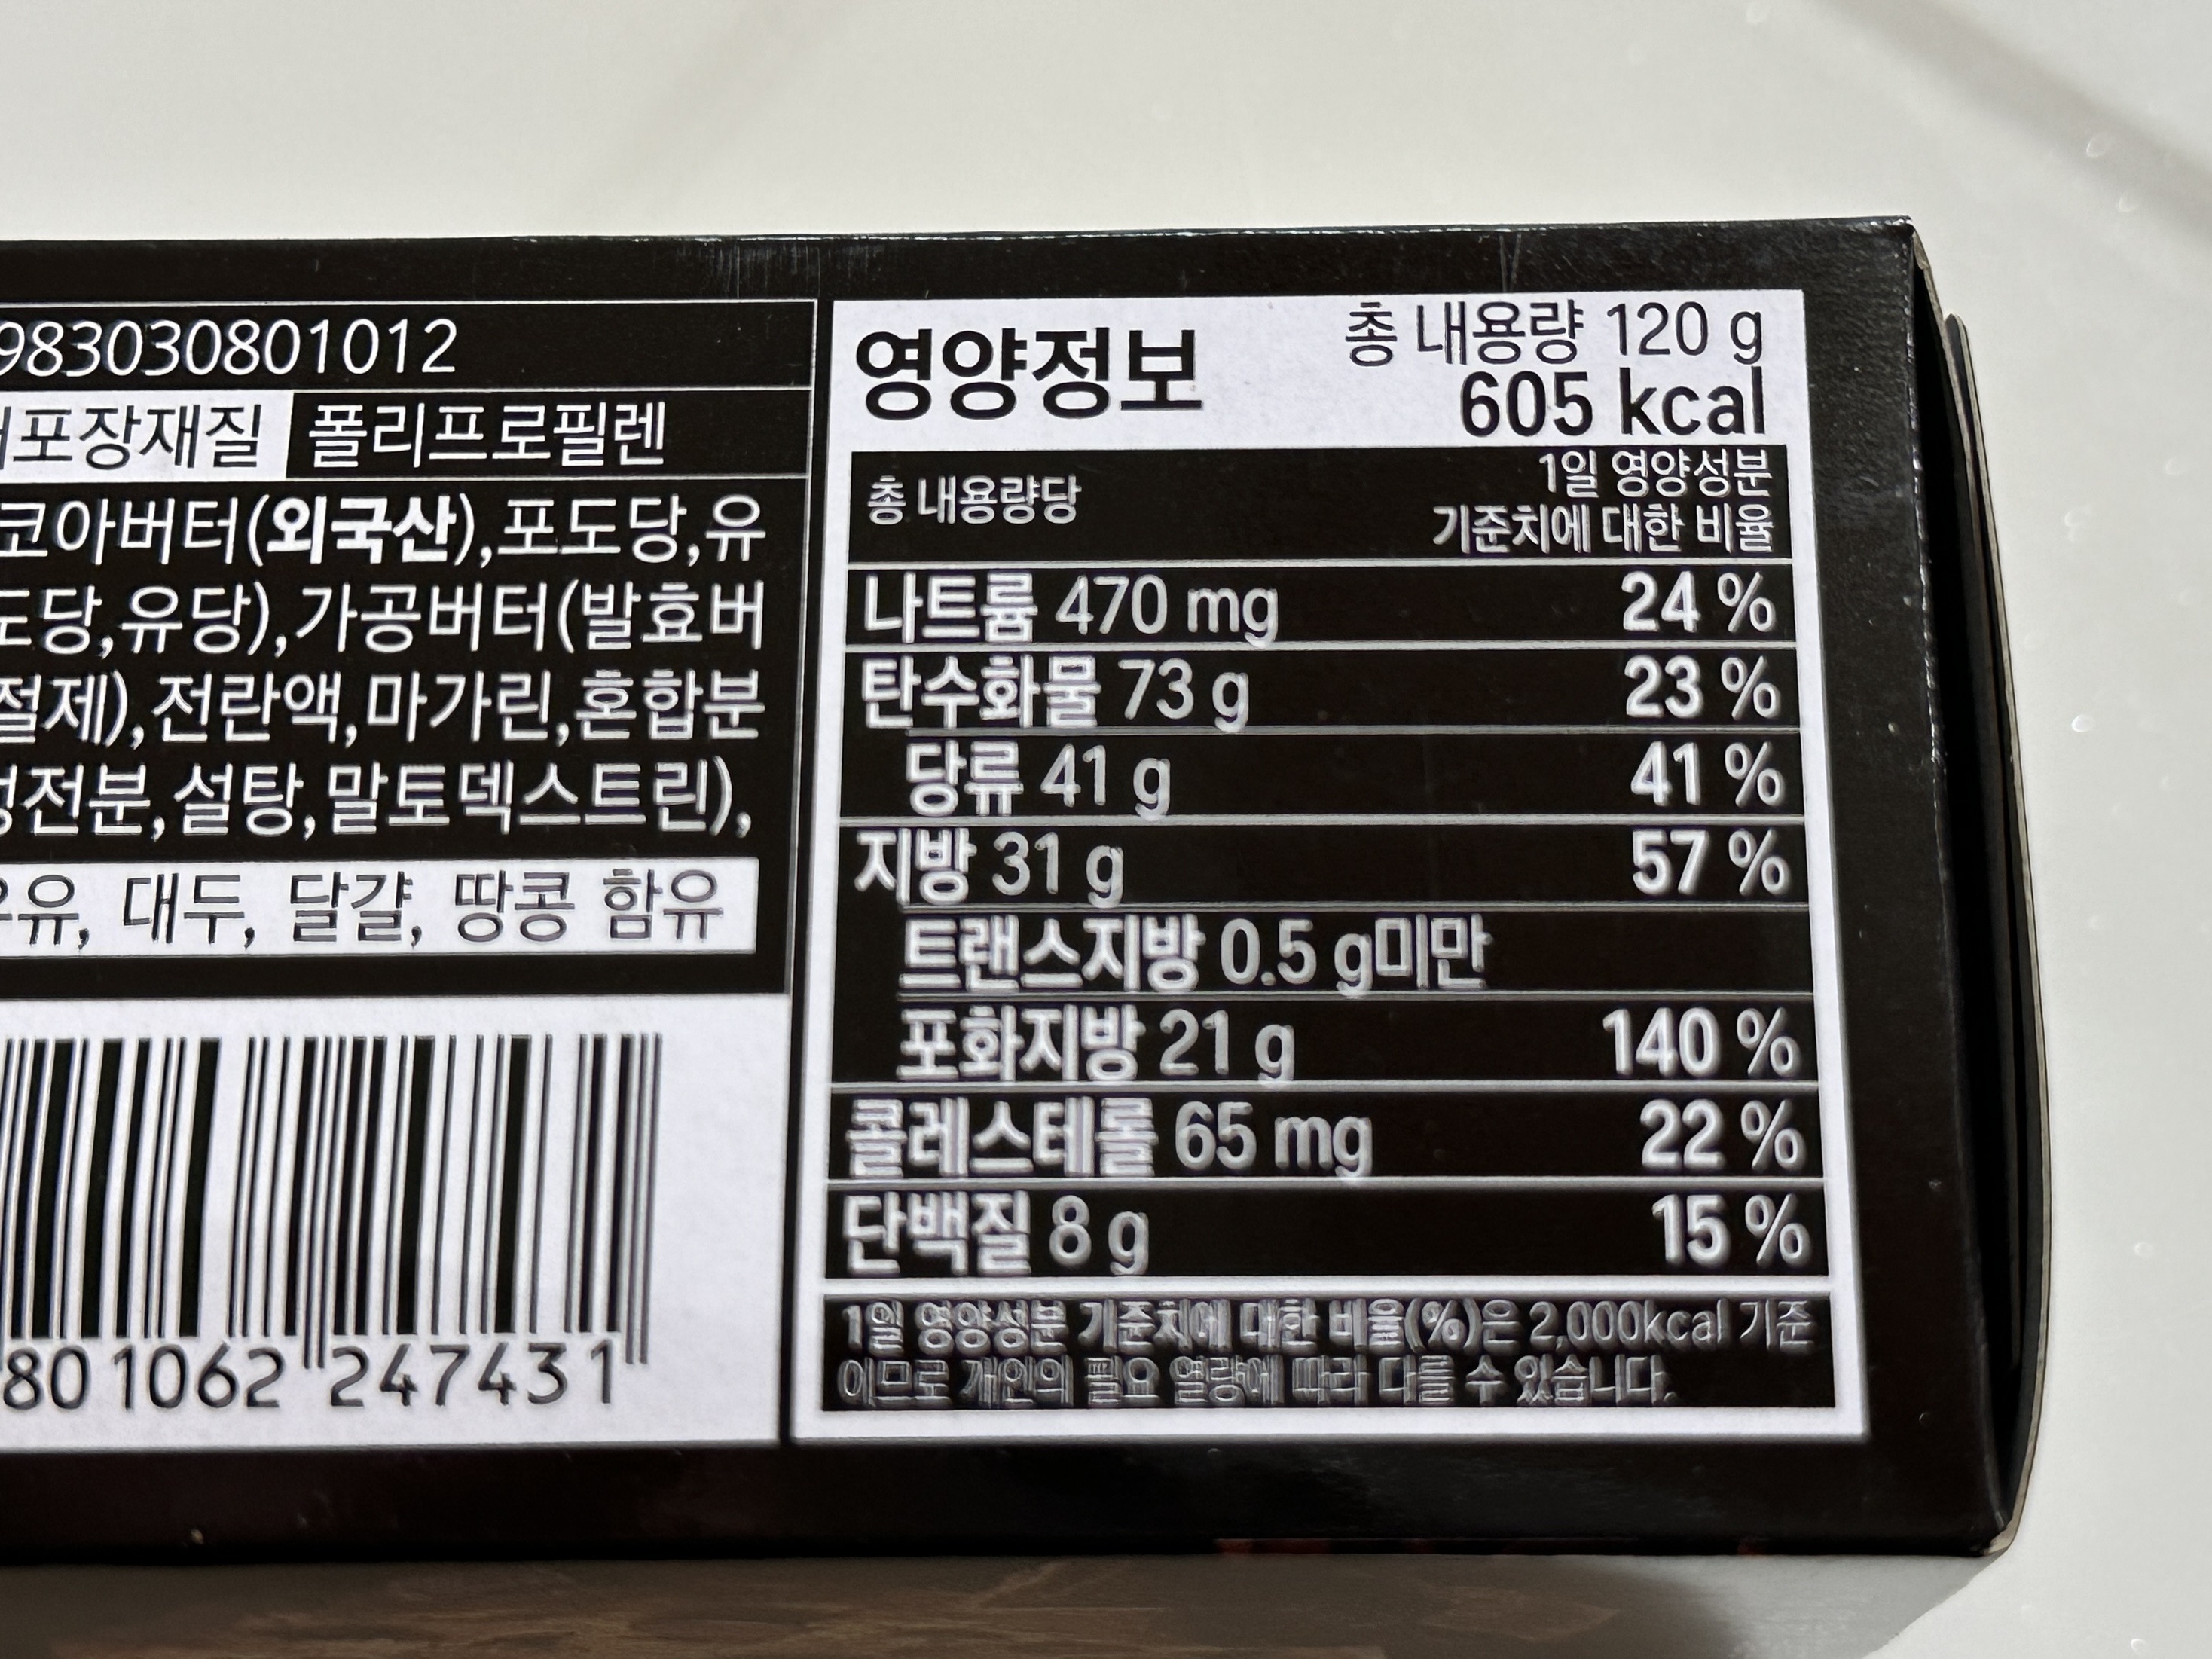 983030801012
포장재질 폴리프로필렌
코아버터(외국산),포도당,유
도당,유당),가공버터(발효버
절제),전란액,마가린,혼합분
성전분,설탕,말토덱스트린),
우유, 대두, 달걀, 땅콩 함유
801062 247431
영양정보
총 내용량 120 g
605 kcal
총 내용량당
1일 영양성분
기준치에 대한 비율
나트륨 470 mg 24 %
탄수화물 73 g 23 %
당류 41 g 41 %
지방 31 g 57 %
트랜스지방 0.5 g미만
포화지방 21 g 140 %
콜레스테롤 65 mg 22 %
단백질 8 g 15 %
1일 영양성분 기준치에 대한 비율(%)은 2,000kcal 기준
이므로 개인의 필요 열량에 따라 다를 수 있습니다.